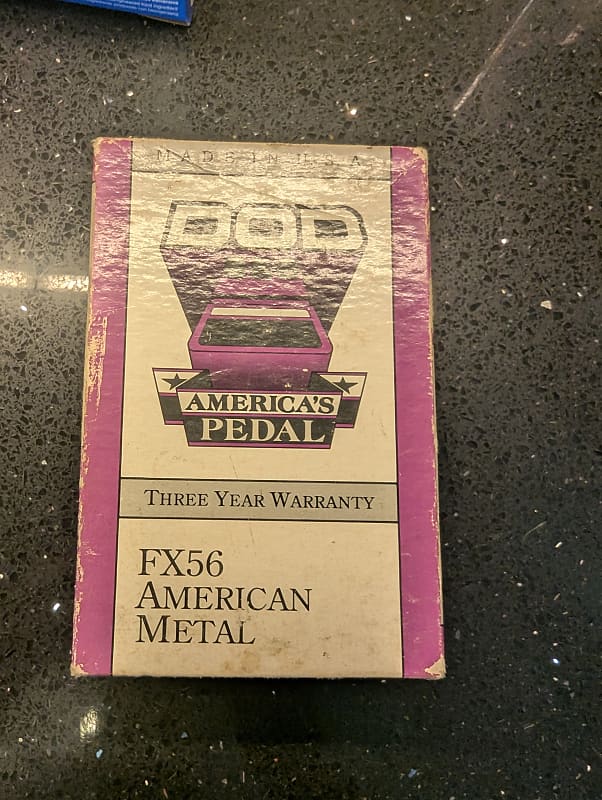 MADE IN U.S.A.
DOD
AMERICA'S
PEDAL
THREE YEAR WARRANTY
FX56
AMERICAN
METAL